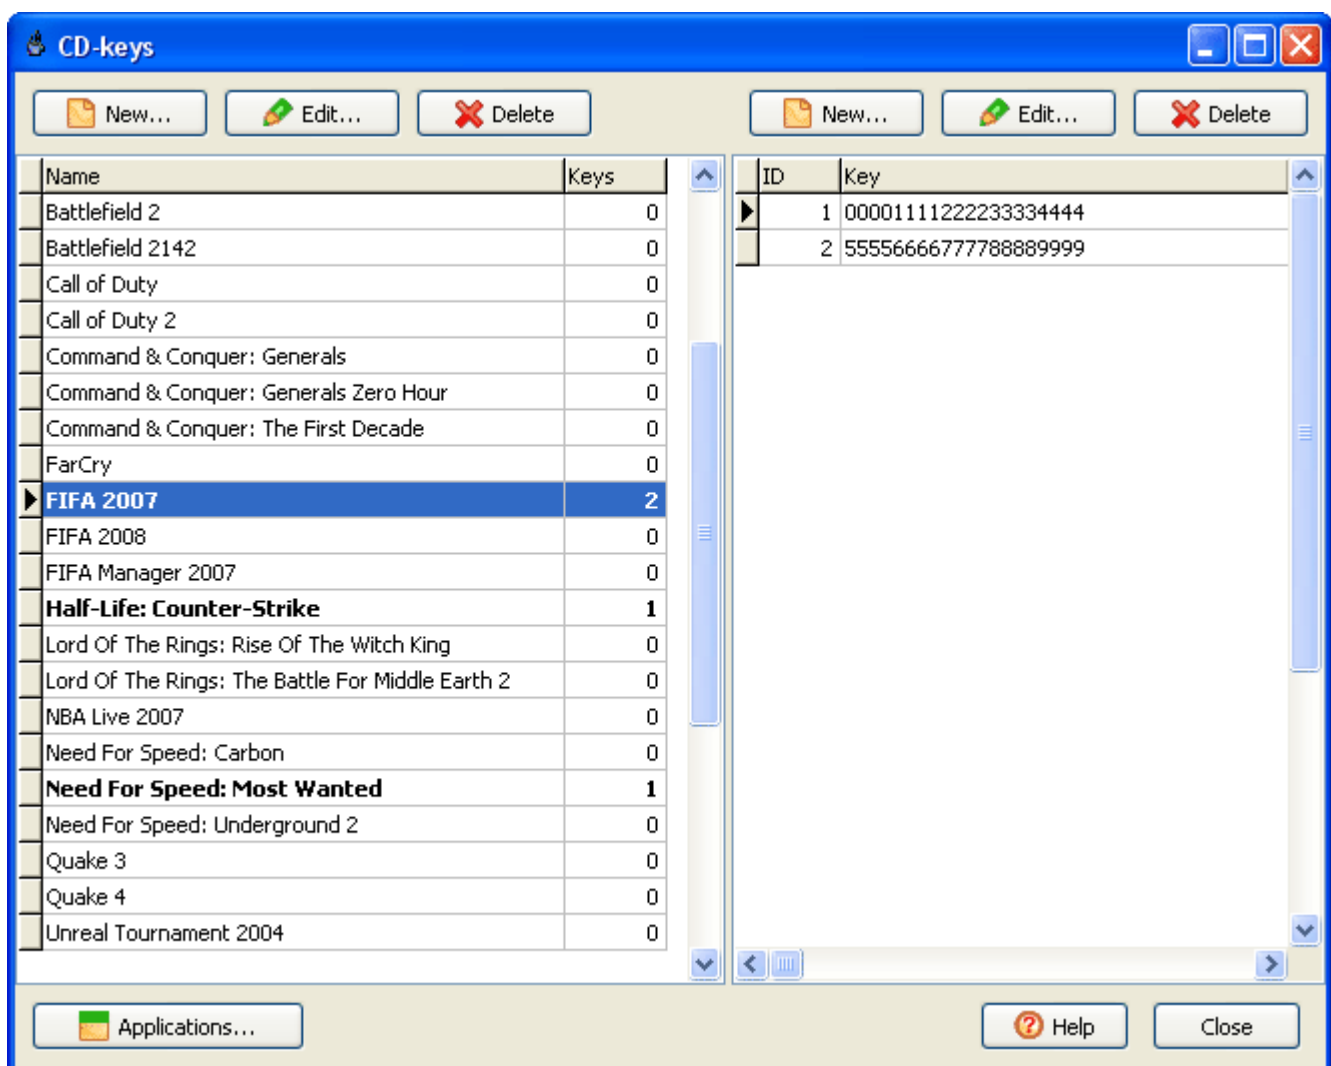 CD-keys
New... Edit... Delete New... Edit... Delete
Name Keys ID Key
Battlefield 2 0 1 00001111222233334444
Battlefield 2142 0 2 55556666777788889999
Call of Duty 0
Call of Duty 2 0
Command & Conquer: Generals 0
Command & Conquer: Generals Zero Hour 0
Command & Conquer: The First Decade 0
FarCry 0
FIFA 2007 2
FIFA 2008 0
FIFA Manager 2007 0
Half-Life: Counter-Strike 1
Lord Of The Rings: Rise Of The Witch King 0
Lord Of The Rings: The Battle For Middle Earth 2 0
NBA Live 2007 0
Need For Speed: Carbon 0
Need For Speed: Most Wanted 1
Need For Speed: Underground 2 0
Quake 3 0
Quake 4 0
Unreal Tournament 2004 0
Applications... Help Close